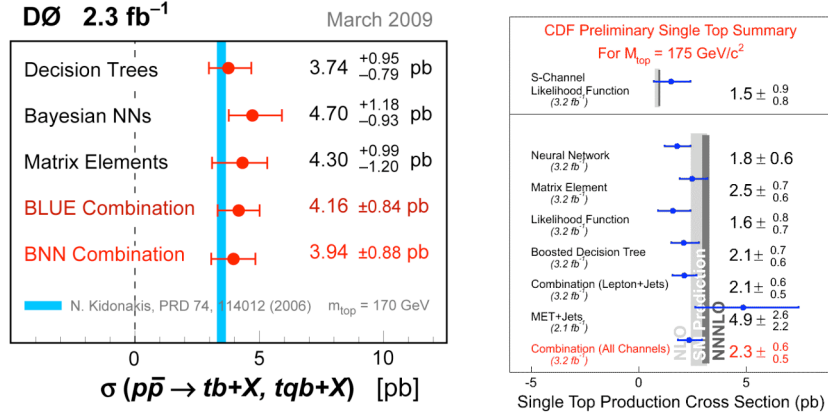 DØ 2.3 fb⁻¹ March 2009
Decision Trees 3.74 +0.95 –0.79 pb
Bayesian NNs 4.70 +1.18 –0.93 pb
Matrix Elements 4.30 +0.99 –1.20 pb
BLUE Combination 4.16 ±0.84 pb
BNN Combination 3.94 ±0.88 pb
N. Kidonakis, PRD 74, 114012 (2006) m_top = 170 GeV
0 5 10
σ (pp̄ → tb+X, tqb+X) [pb]
CDF Preliminary Single Top Summary
For M_top = 175 GeV/c²
S-Channel
Likelihood Function 1.5 ± 0.9 0.8
(3.2 fb⁻¹)
Neural Network 1.8 ± 0.6
(3.2 fb⁻¹)
Matrix Element 2.5 ± 0.7 0.6
(3.2 fb⁻¹)
Likelihood Function 1.6 ± 0.8 0.7
(3.2 fb⁻¹)
Boosted Decision Tree 2.1 ± 0.7 0.6
(3.2 fb⁻¹)
Combination (Lepton+Jets) 2.1 ± 0.6 0.5
(3.2 fb⁻¹)
MET+Jets 4.9 ± 2.6 2.2
(2.1 fb⁻¹)
Combination (All Channels) 2.3 ± 0.6 0.5
(3.2 fb⁻¹)
NLO
SM Prediction
NNNLO
-5 0 5
Single Top Production Cross Section (pb)